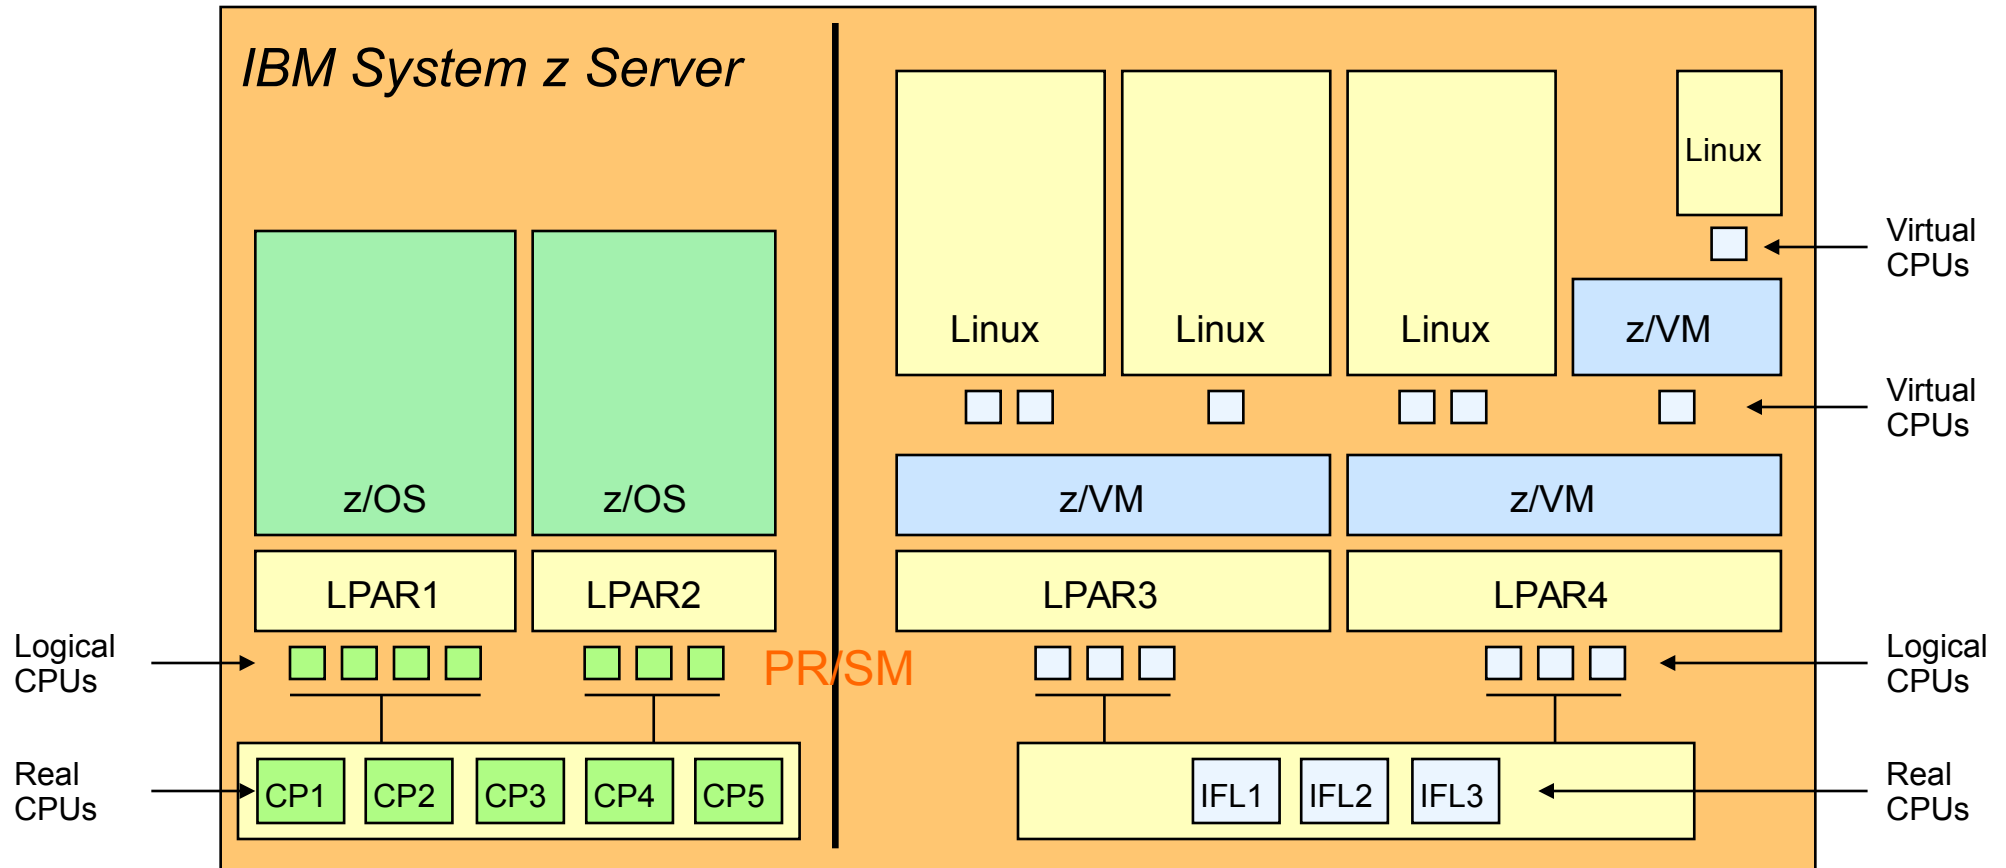 IBM System z Server
Linux
Virtual
CPUs
Linux
Linux
Linux
z/VM
Virtual
CPUs
z/OS
z/OS
z/VM
z/VM
LPAR1
LPAR2
LPAR3
LPAR4
Logical
CPUs
PR/SM
Logical
CPUs
Real
CPUs
CP1
CP2
CP3
CP4
CP5
IFL1
IFL2
IFL3
Real
CPUs